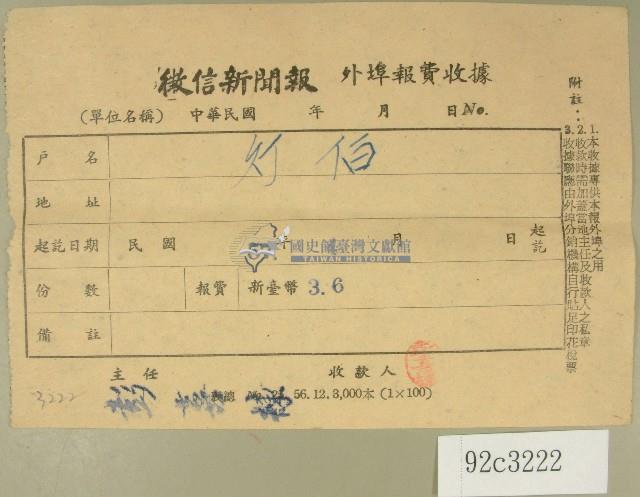 徵信新聞報 外埠報費收據
(單位名稱) 中華民國 年 月 日 No.
戶名 伯
地址
起訖日期 民國 年 月 日 起訖
國史館臺灣文獻館
TAIWAN HISTORICA
份數 報費 新臺幣 3.6
備註
主任 收款人
56.12.3,000本 (1×100)
附註:
1.本收據專供本報外埠之用
2.收款時需加蓋當地主任及收款人之私章
3.收據聯應由外埠分銷機構自行貼足印花稅票
3222
92c3222